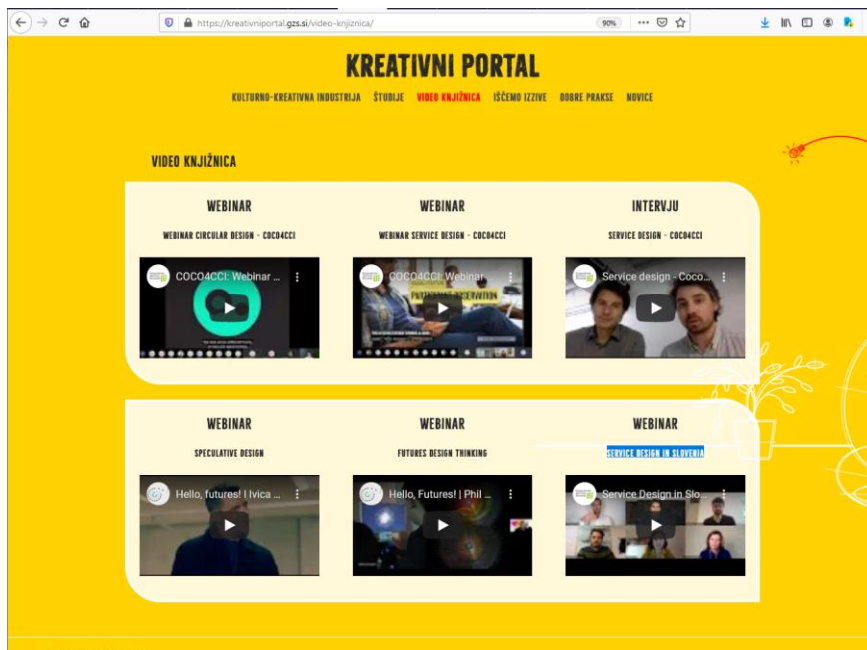 https://kreativniportal.gzs.si/video-knjiznica/
90%
KREATIVNI PORTAL
KULTURNO-KREATIVNA INDUSTRIJA ŠTUDIJE VIDEO KNJIŽNICA IŠČEMO IZZIVE DOBRE PRAKSE NOVICE
VIDEO KNJIŽNICA
WEBINAR WEBINAR INTERVJU
WEBINAR CIRCULAR DESIGN - COCO4CCI WEBINAR SERVICE DESIGN - COCO4CCI SERVICE DESIGN - COCO4CCI
COCO4CCI: Webinar ... COCO4CCI: Webinar ... Service design - Coco...
PARTICIPANT OBSERVATION
WEBINAR WEBINAR WEBINAR
SPECULATIVE DESIGN FUTURES DESIGN THINKING SERVICE DESIGN IN SLOVENIA
Hello, futures! I Ivica ... Hello, Futures! | Phil ... Service Design in Slo...